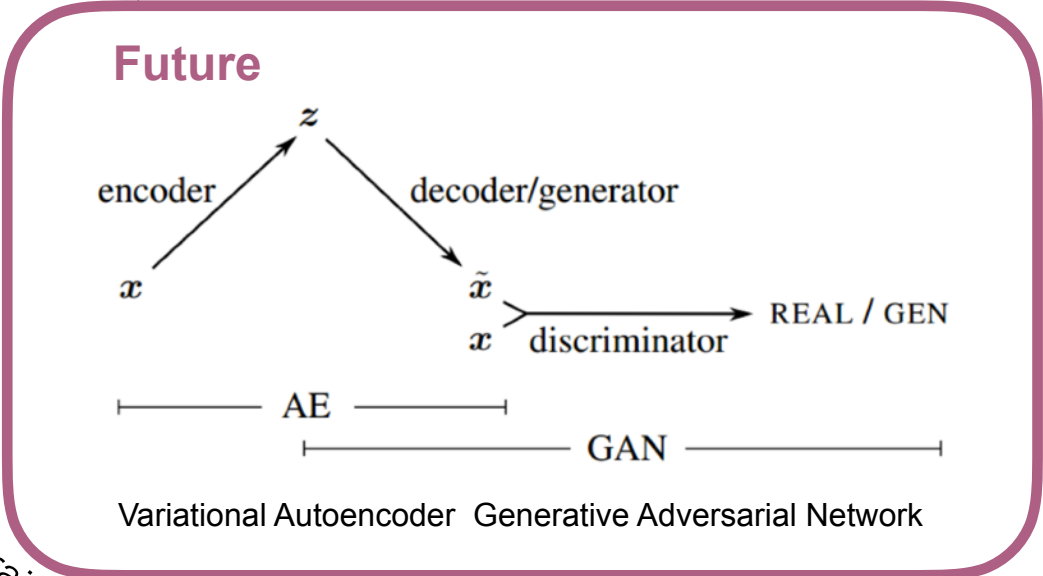 Future
z
encoder
decoder/generator
x
x̃
REAL / GEN
x
discriminator
AE
GAN
Variational Autoencoder Generative Adversarial Network